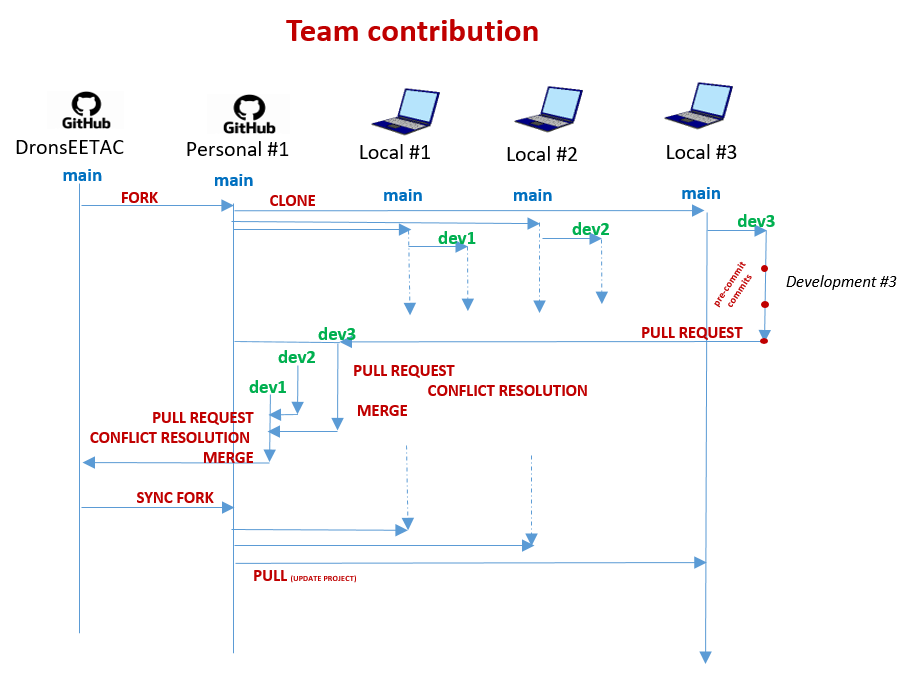 Team contribution
GitHub
DronsEETAC
GitHub
Personal #1
Local #1
Local #2
Local #3
main
main
main
main
main
FORK
CLONE
dev1
dev2
dev3
pre-commit
commits
Development #3
PULL REQUEST
dev3
dev2
dev1
PULL REQUEST
CONFLICT RESOLUTION
MERGE
PULL REQUEST
CONFLICT RESOLUTION
MERGE
SYNC FORK
PULL (UPDATE PROJECT)